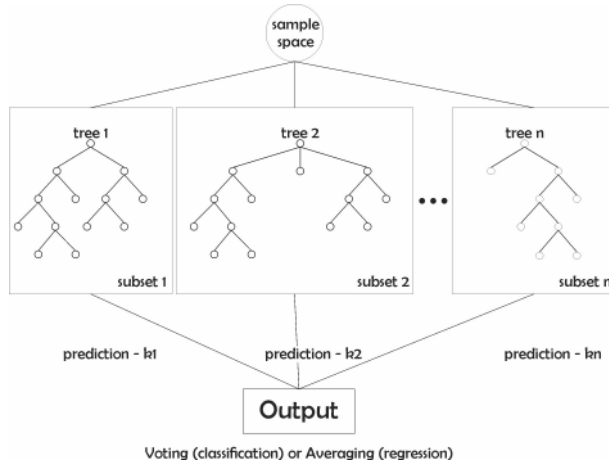 sample
space
tree 1
tree 2
tree n
subset 1
subset 2
subset n
prediction - k1
prediction - k2
prediction - kn
Output
Voting (classification) or Averaging (regression)